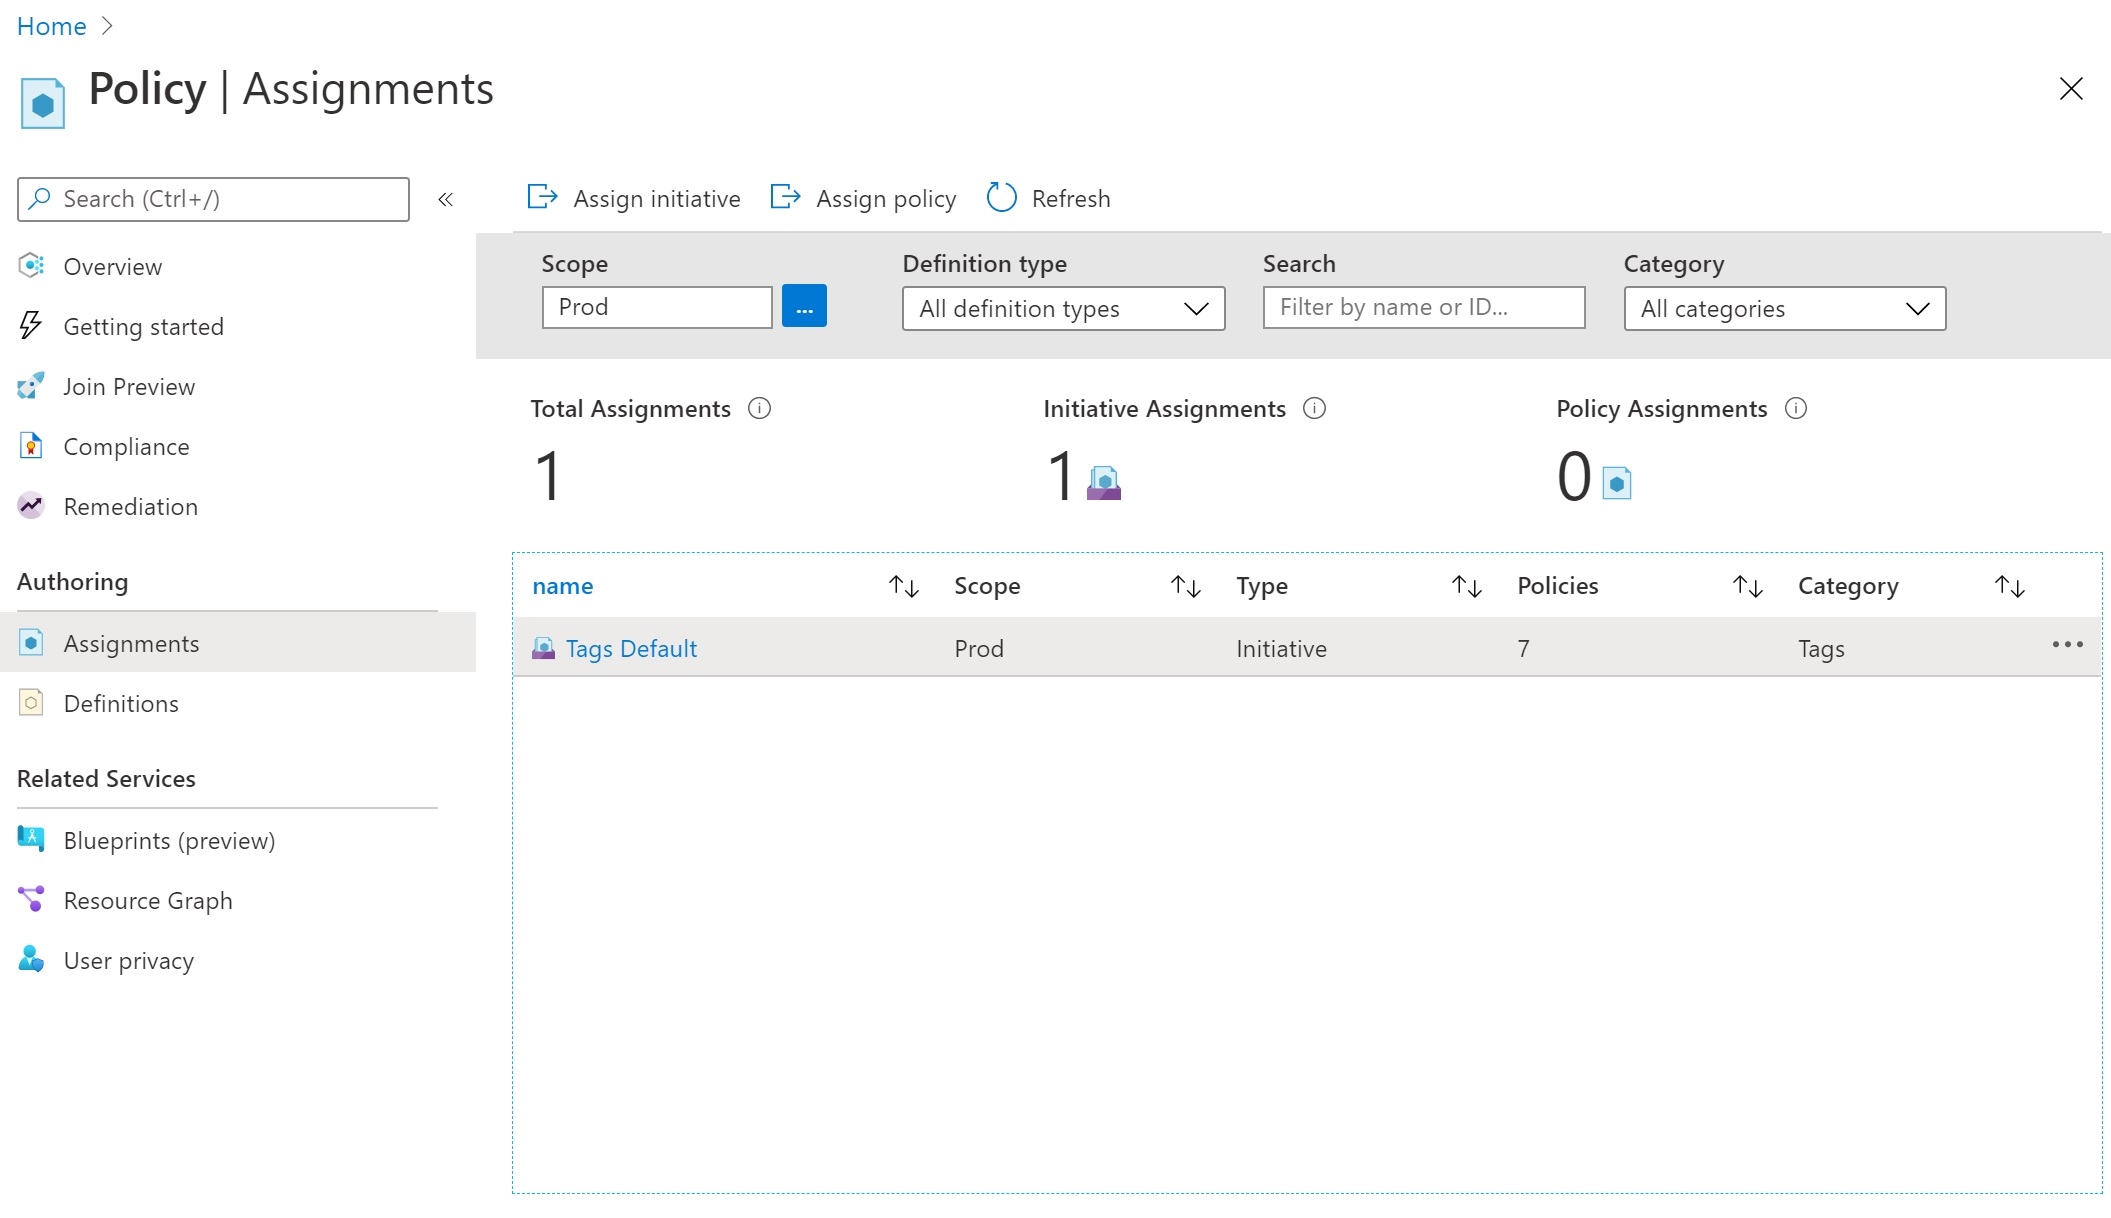 Home
Policy | Assignments
Search (Ctrl+/)
«
Assign initiative
Assign policy
Refresh
Overview
Getting started
Join Preview
Compliance
Remediation
Authoring
Assignments
Definitions
Related Services
Blueprints (preview)
Resource Graph
User privacy
Scope
Definition type
Search
Category
Prod
...
All definition types
Filter by name or ID...
All categories
Total Assignments
Initiative Assignments
Policy Assignments
1
1
0
name Scope Type Policies Category
Tags Default Prod Initiative 7 Tags